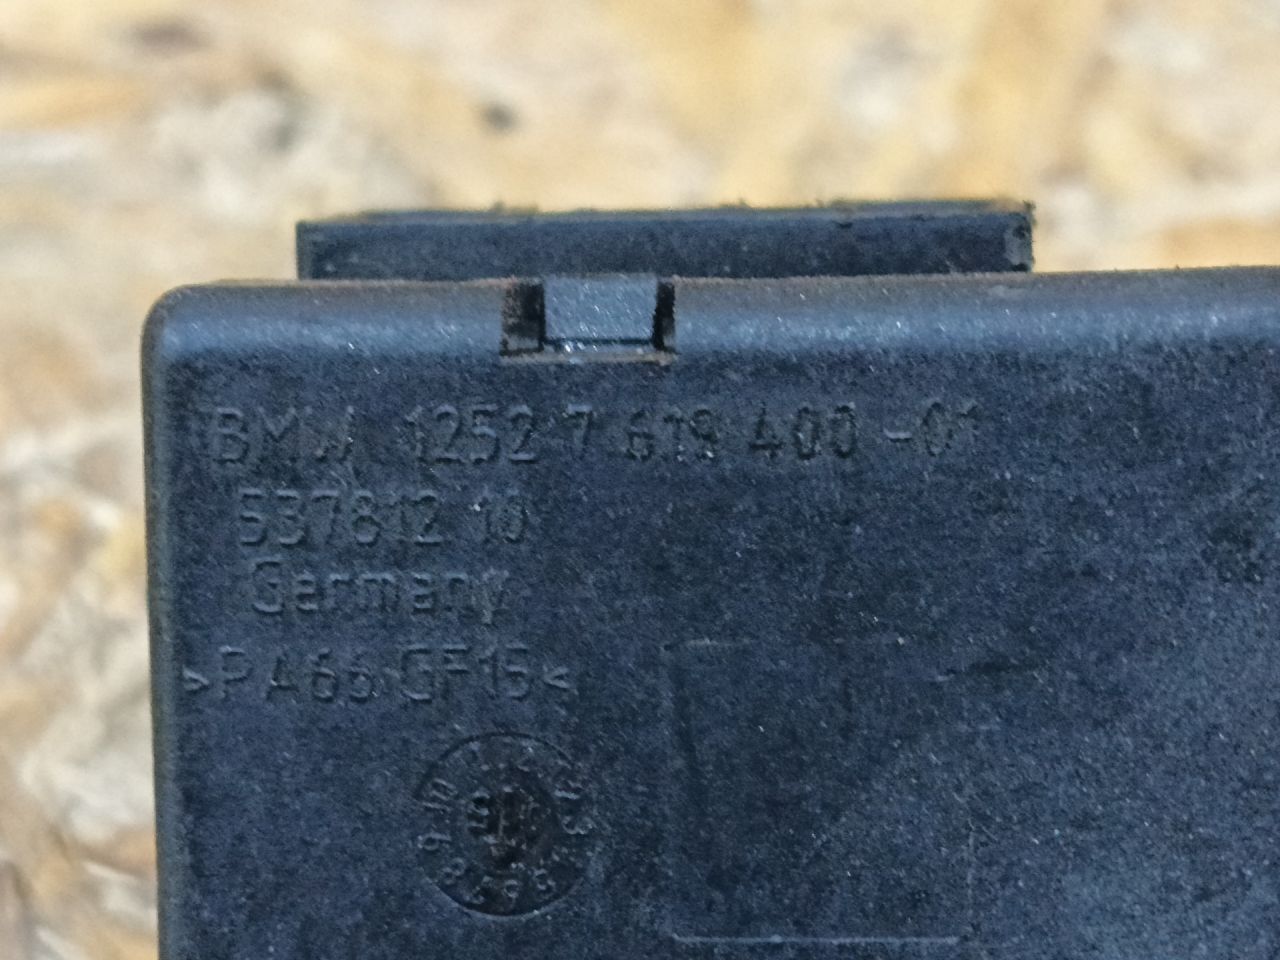 BMW 1252 7 619 400 -01
537812 10
Germany
>PA66 GF15<